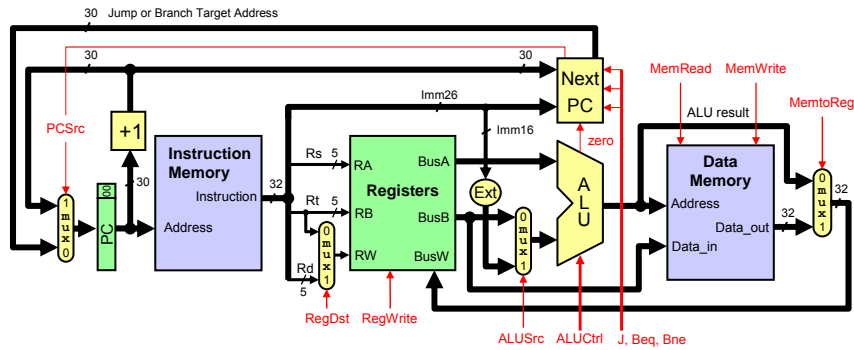 30 Jump or Branch Target Address
30
30
Next
PC
MemRead
MemWrite
Imm26
ALU result
MemtoReg
PCSrc
+1
Imm16
zero
Instruction
Memory
Instruction
Address
32
30
Rs 5
RA
BusA
Registers
Ext
A
L
U
Data
Memory
0
m
u
x
1
32
Rt 5
RB
BusB
Address
Data_out
32
1
m
u
x
0
00
PC
0
m
u
x
1
RW
0
m
u
x
1
Data_in
Rd
5
BusW
RegDst
RegWrite
ALUSrc
ALUCtrl
J, Beq, Bne